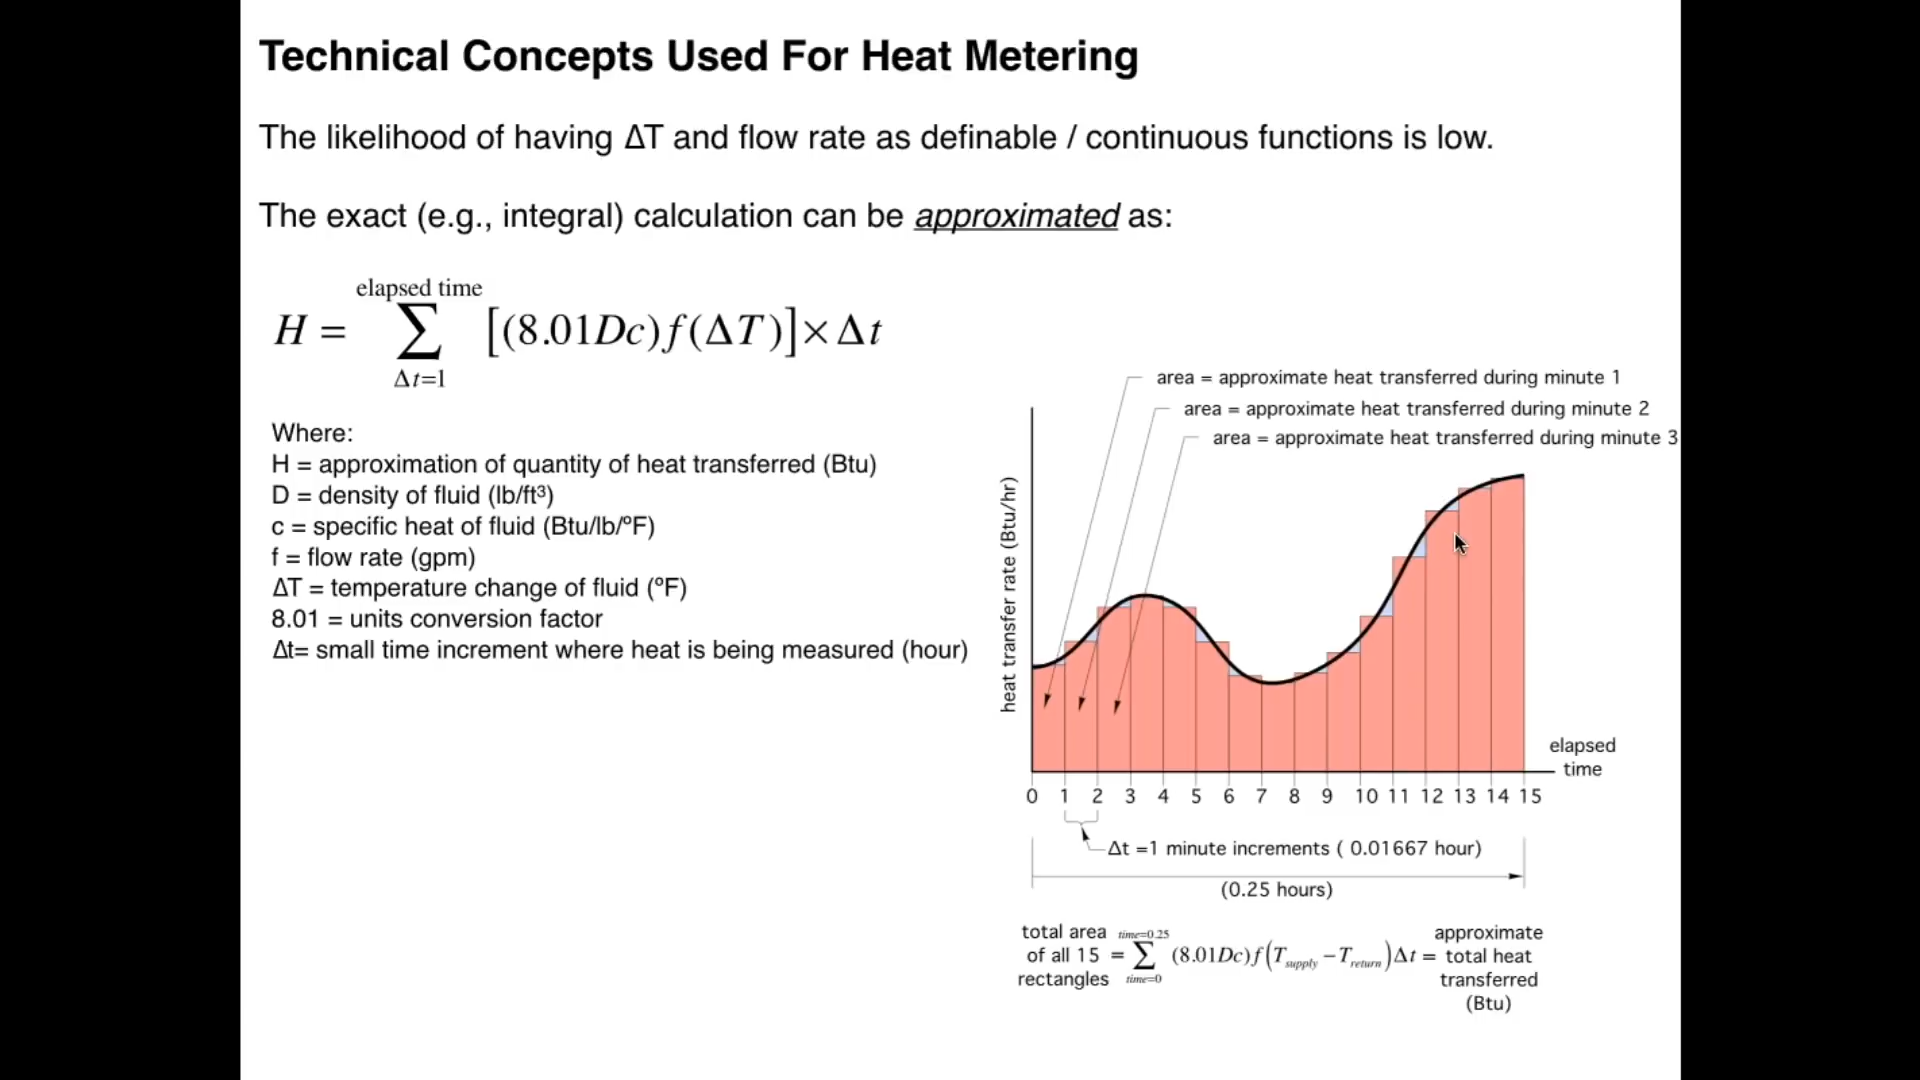 Technical Concepts Used For Heat Metering
The likelihood of having ΔT and flow rate as definable / continuous functions is low.
The exact (e.g., integral) calculation can be approximated as:
elapsed time
H = ∑ [(8.01Dc)f(ΔT)]×Δt
Δt=1
Where:
H = approximation of quantity of heat transferred (Btu)
D = density of fluid (lb/ft³)
c = specific heat of fluid (Btu/lb/ºF)
f = flow rate (gpm)
ΔT = temperature change of fluid (ºF)
8.01 = units conversion factor
Δt= small time increment where heat is being measured (hour)
area = approximate heat transferred during minute 1
area = approximate heat transferred during minute 2
area = approximate heat transferred during minute 3
heat transfer rate (Btu/hr)
elapsed
time
0 1 2 3 4 5 6 7 8 9 10 11 12 13 14 15
Δt =1 minute increments ( 0.01667 hour)
(0.25 hours)
total area
of all 15
rectangles
time=0.25
= ∑ (8.01Dc)f(Tsupply −Treturn)Δt =
time=0
approximate
total heat
transferred
(Btu)